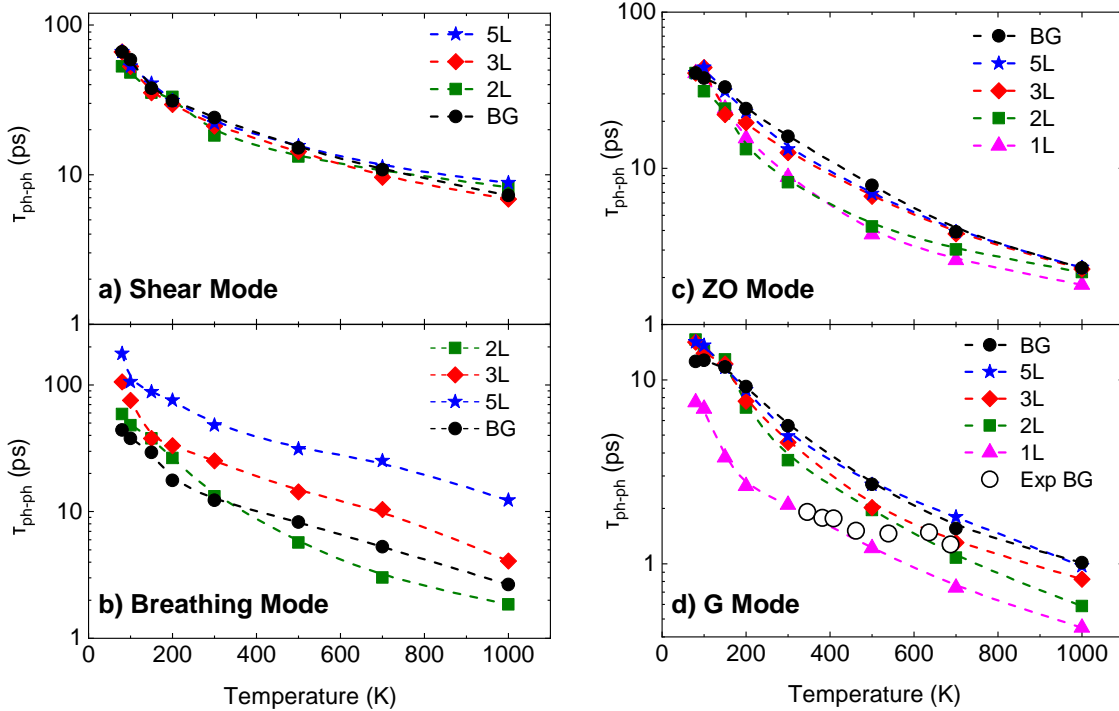 100
10
1
τph-ph (ps)
5L
3L
2L
BG
a) Shear Mode
100
10
1
τph-ph (ps)
2L
3L
5L
BG
b) Breathing Mode
0 200 400 600 800 1000
Temperature (K)
100
10
1
τph-ph (ps)
BG
5L
3L
2L
1L
c) ZO Mode
10
1
τph-ph (ps)
BG
5L
3L
2L
1L
Exp BG
d) G Mode
0 200 400 600 800 1000
Temperature (K)